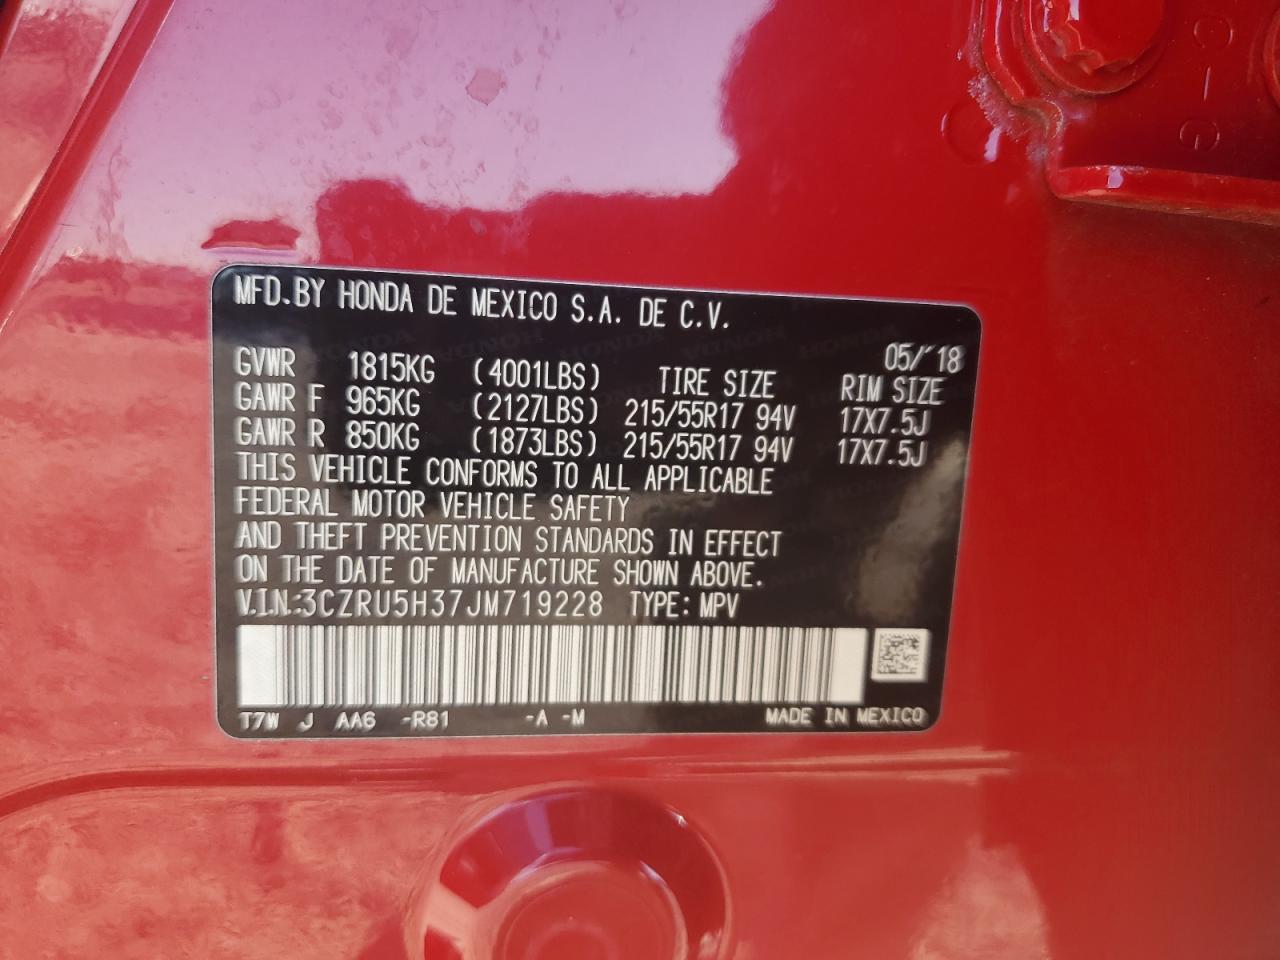 MFD.BY HONDA DE MEXICO S.A. DE C.V.
05/'18
GVWR 1815KG (4001LBS) TIRE SIZE RIM SIZE
GAWR F 965KG (2127LBS) 215/55R17 94V 17X7.5J
GAWR R 850KG (1873LBS) 215/55R17 94V 17X7.5J
THIS VEHICLE CONFORMS TO ALL APPLICABLE
FEDERAL MOTOR VEHICLE SAFETY
AND THEFT PREVENTION STANDARDS IN EFFECT
ON THE DATE OF MANUFACTURE SHOWN ABOVE.
V.I.N.:3CZRU5H37JM719228 TYPE: MPV
T7W J AA6 -R81 -A -M MADE IN MEXICO